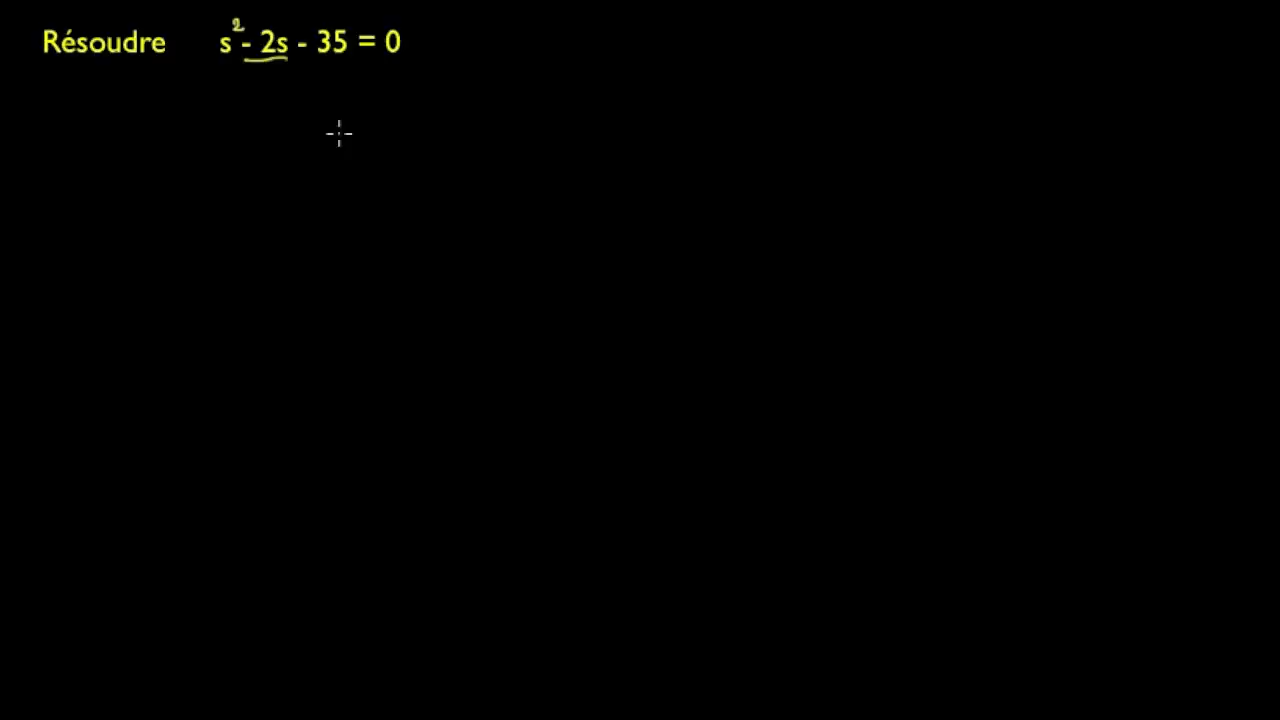 Résoudre s² - 2s - 35 = 0